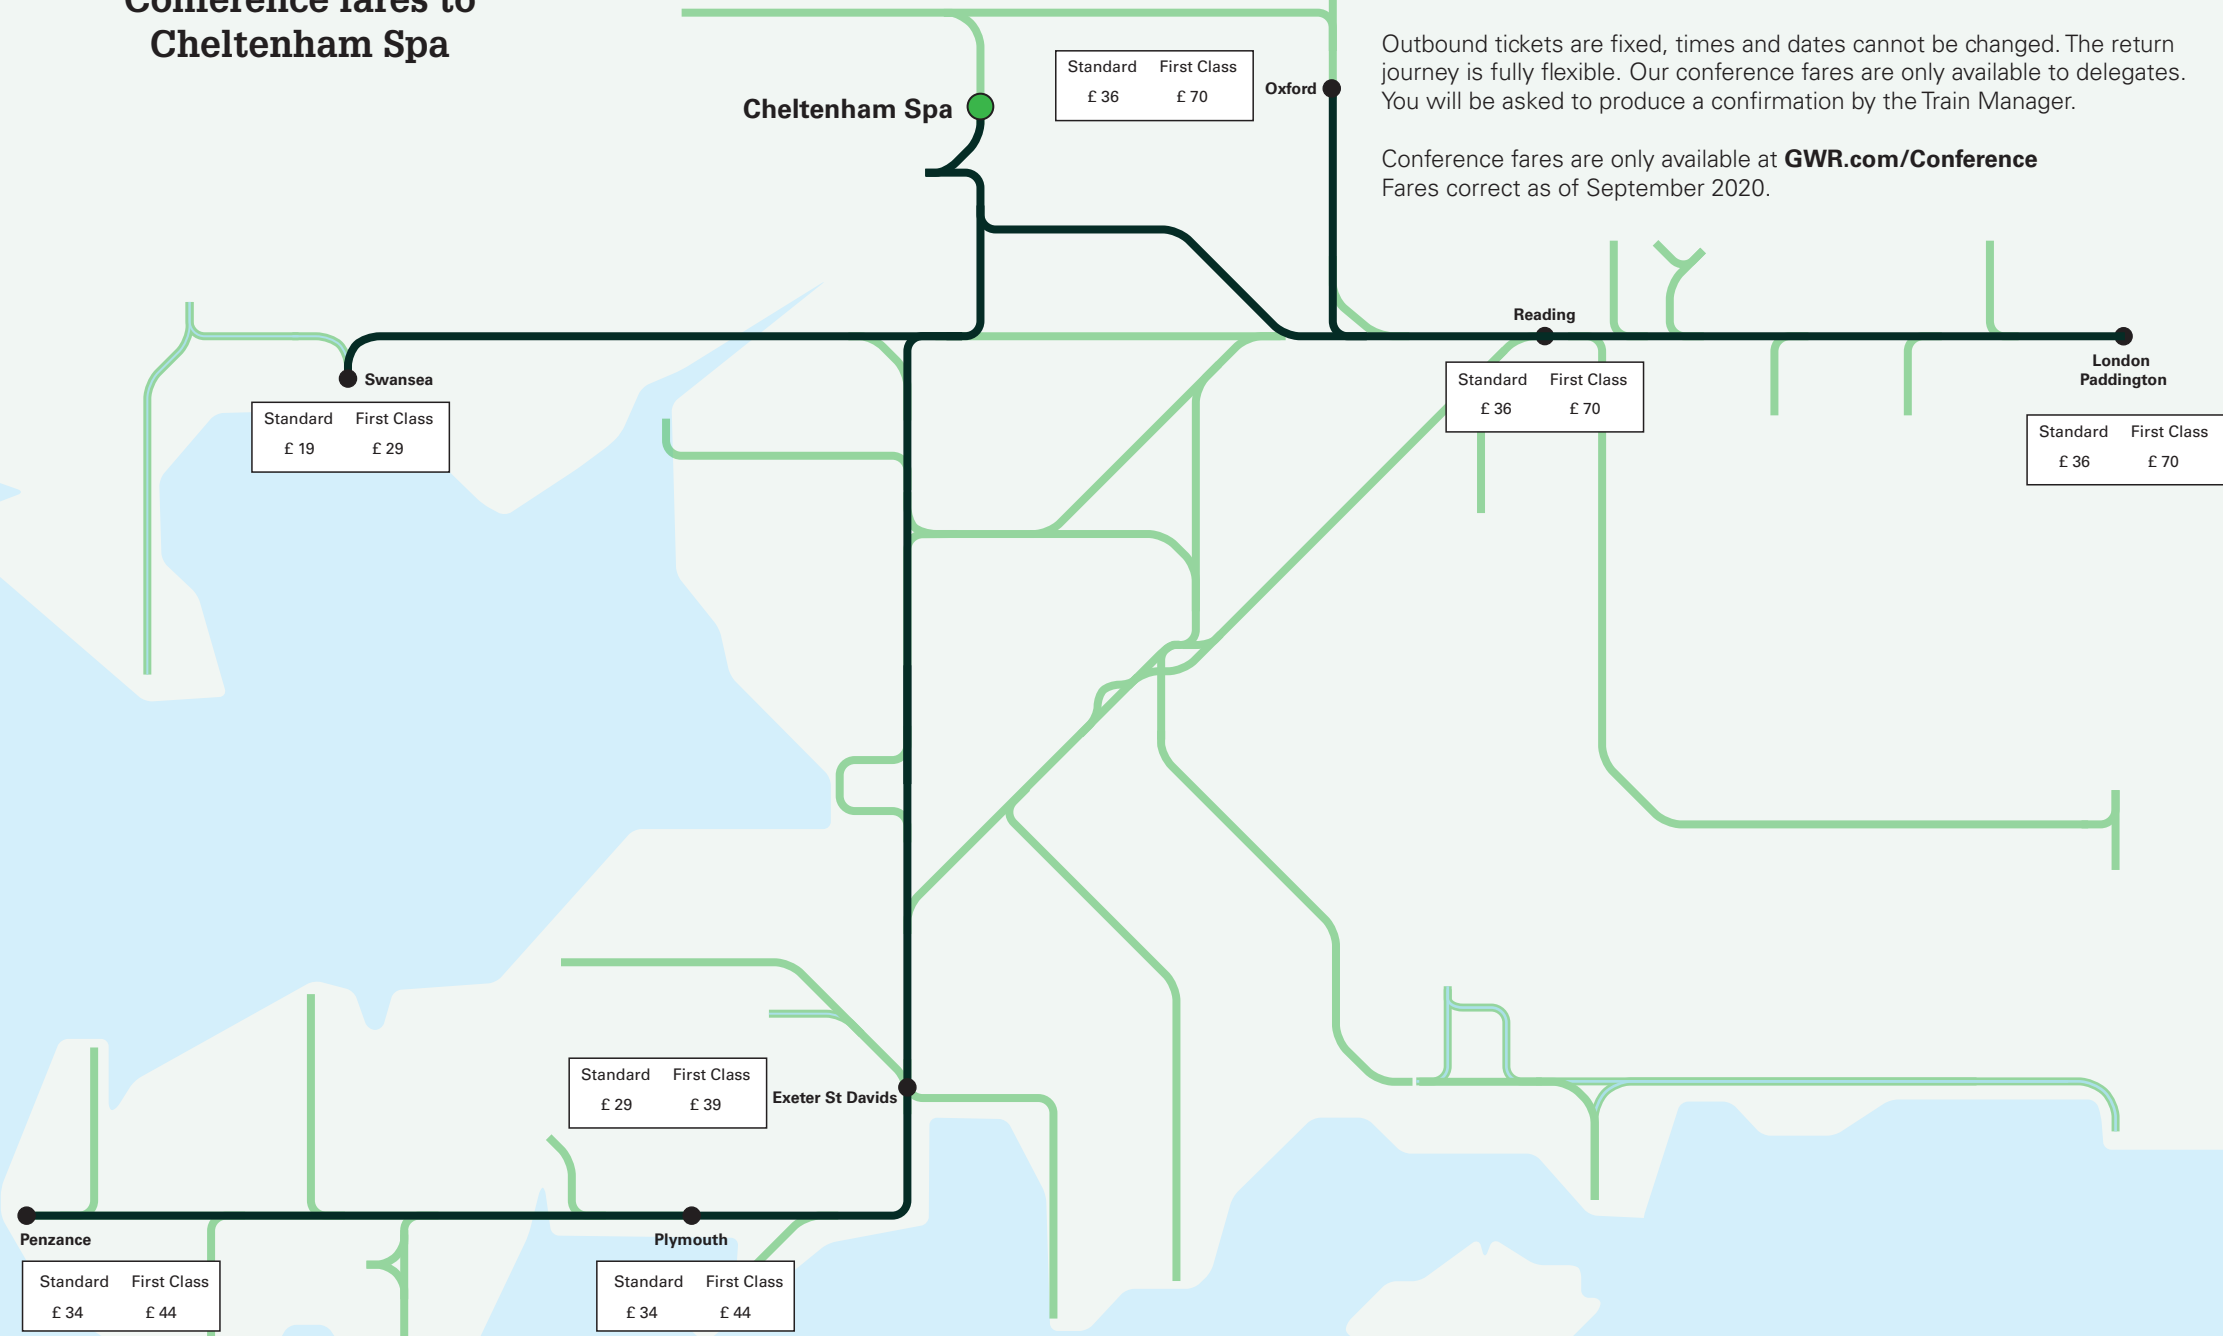 Conference fares to
Cheltenham Spa
Outbound tickets are fixed, times and dates cannot be changed. The return
journey is fully flexible. Our conference fares are only available to delegates.
You will be asked to produce a confirmation by the Train Manager.
Conference fares are only available at GWR.com/Conference
Fares correct as of September 2020.
Cheltenham Spa
Standard First Class
£ 36 £ 70
Oxford
Reading
Standard First Class
£ 36 £ 70
London
Paddington
Standard First Class
£ 36 £ 70
Swansea
Standard First Class
£ 19 £ 29
Standard First Class
£ 29 £ 39
Exeter St Davids
Penzance
Standard First Class
£ 34 £ 44
Plymouth
Standard First Class
£ 34 £ 44